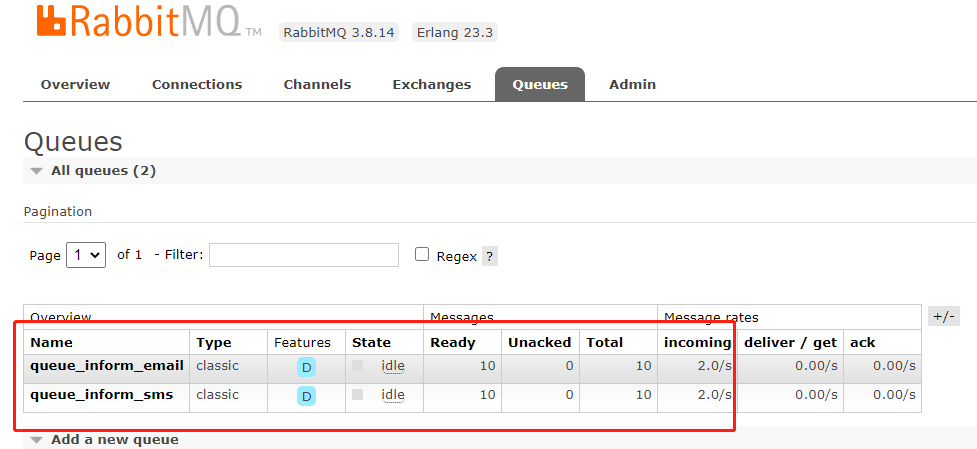 RabbitMQ TM RabbitMQ 3.8.14 Erlang 23.3
Overview Connections Channels Exchanges Queues Admin
Queues
All queues (2)
Pagination
Page 1 of 1 - Filter: Regex ?
Overview Messages Message rates +/-
Name Type Features State Ready Unacked Total incoming deliver / get ack
queue_inform_email classic D idle 10 0 10 2.0/s 0.00/s 0.00/s
queue_inform_sms classic D idle 10 0 10 2.0/s 0.00/s 0.00/s
Add a new queue